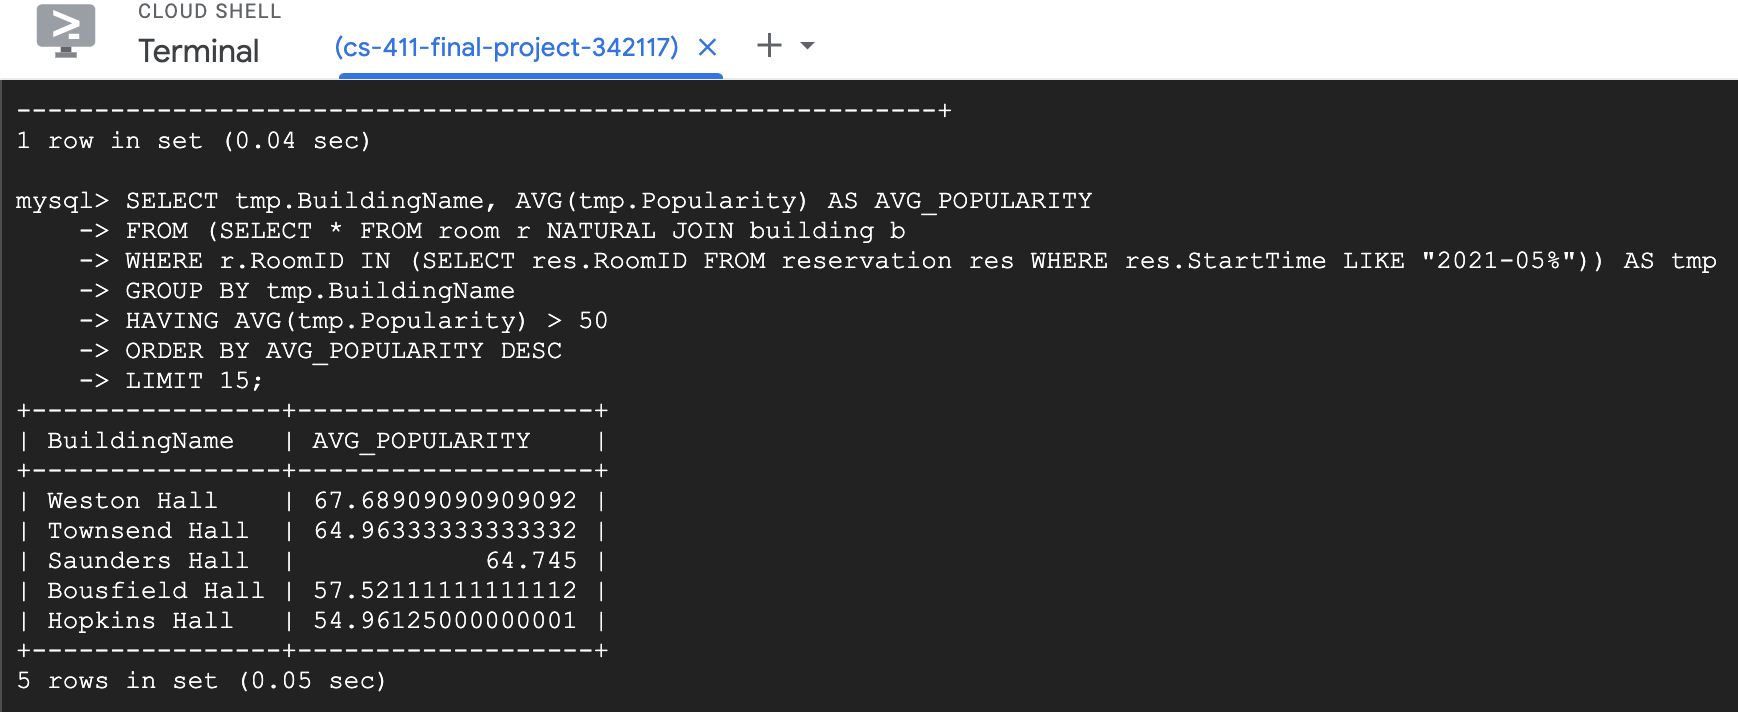 CLOUD SHELL
Terminal
(cs-411-final-project-342117)
-----------------------------------------------------------+
1 row in set (0.04 sec)
mysql> SELECT tmp.BuildingName, AVG(tmp.Popularity) AS AVG_POPULARITY
    -> FROM (SELECT * FROM room r NATURAL JOIN building b
    -> WHERE r.RoomID IN (SELECT res.RoomID FROM reservation res WHERE res.StartTime LIKE "2021-05%")) AS tmp
    -> GROUP BY tmp.BuildingName
    -> HAVING AVG(tmp.Popularity) > 50
    -> ORDER BY AVG_POPULARITY DESC
    -> LIMIT 15;
+----------------+-------------------+
| BuildingName   | AVG_POPULARITY    |
+----------------+-------------------+
| Weston Hall    | 67.68909090909092 |
| Townsend Hall  | 64.96333333333332 |
| Saunders Hall  |            64.745 |
| Bousfield Hall | 57.52111111111112 |
| Hopkins Hall   | 54.96125000000001 |
+----------------+-------------------+
5 rows in set (0.05 sec)